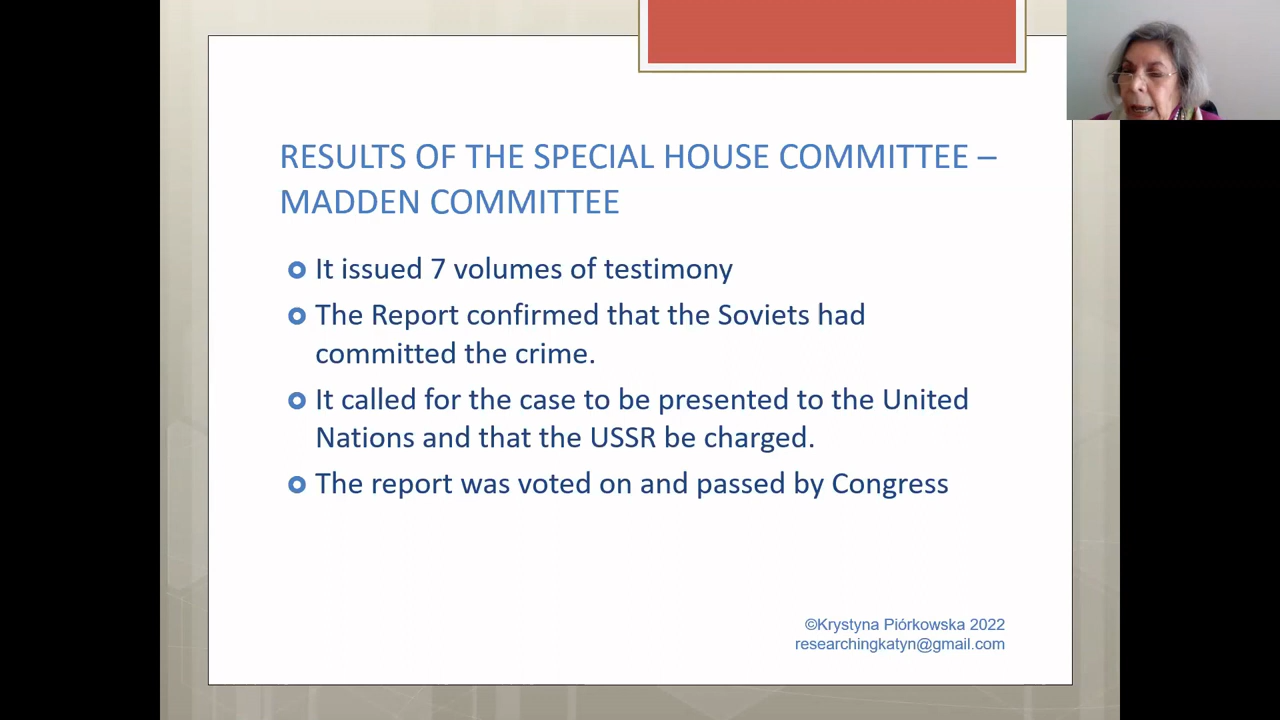 RESULTS OF THE SPECIAL HOUSE COMMITTEE –
MADDEN COMMITTEE
It issued 7 volumes of testimony
The Report confirmed that the Soviets had
committed the crime.
It called for the case to be presented to the United
Nations and that the USSR be charged.
The report was voted on and passed by Congress
©Krystyna Piórkowska 2022
researchingkatyn@gmail.com